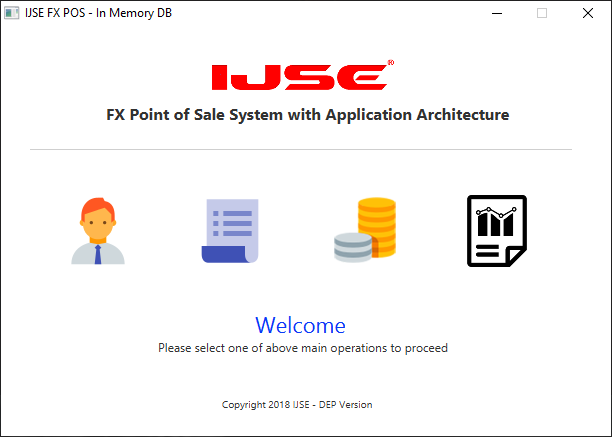 IJSE FX POS - In Memory DB
IJSE®
FX Point of Sale System with Application Architecture
Welcome
Please select one of above main operations to proceed
Copyright 2018 IJSE - DEP Version